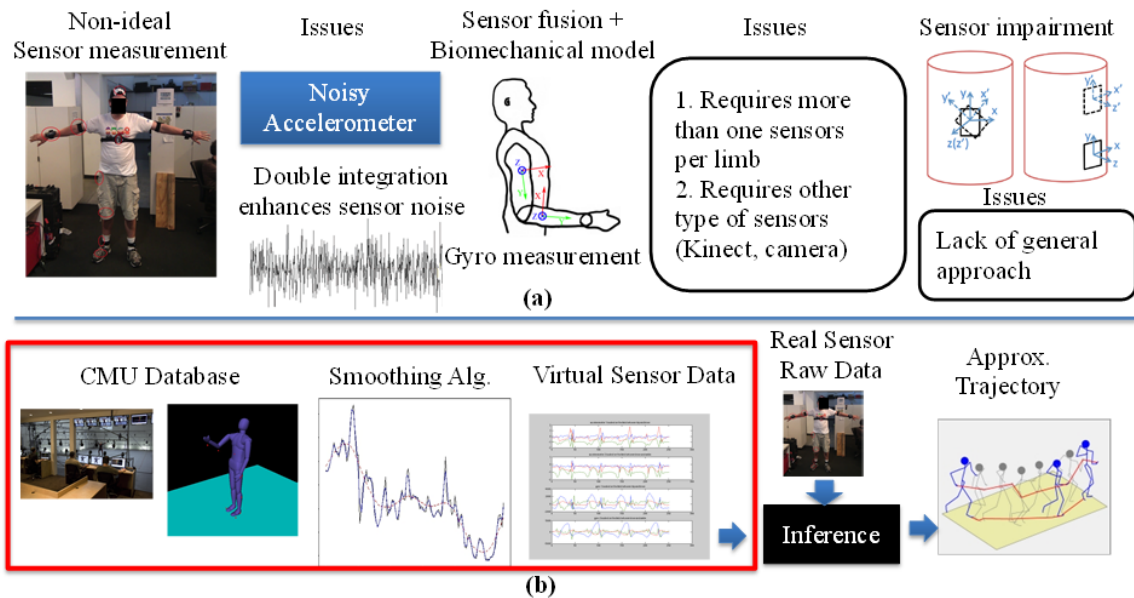 Non-ideal
Sensor measurement
Issues
Noisy
Accelerometer
Double integration
enhances sensor noise
Sensor fusion +
Biomechanical model
Z
X
Y
X
Z
Gyro measurement
Issues
1. Requires more
than one sensors
per limb
2. Requires other
type of sensors
(Kinect, camera)
Sensor impairment
y'
y
x'
x
z(z')
y'
x'
z'
y
x
z
Issues
Lack of general
approach
(a)
CMU Database
Smoothing Alg.
Virtual Sensor Data
Real Sensor
Raw Data
Inference
Approx.
Trajectory
(b)